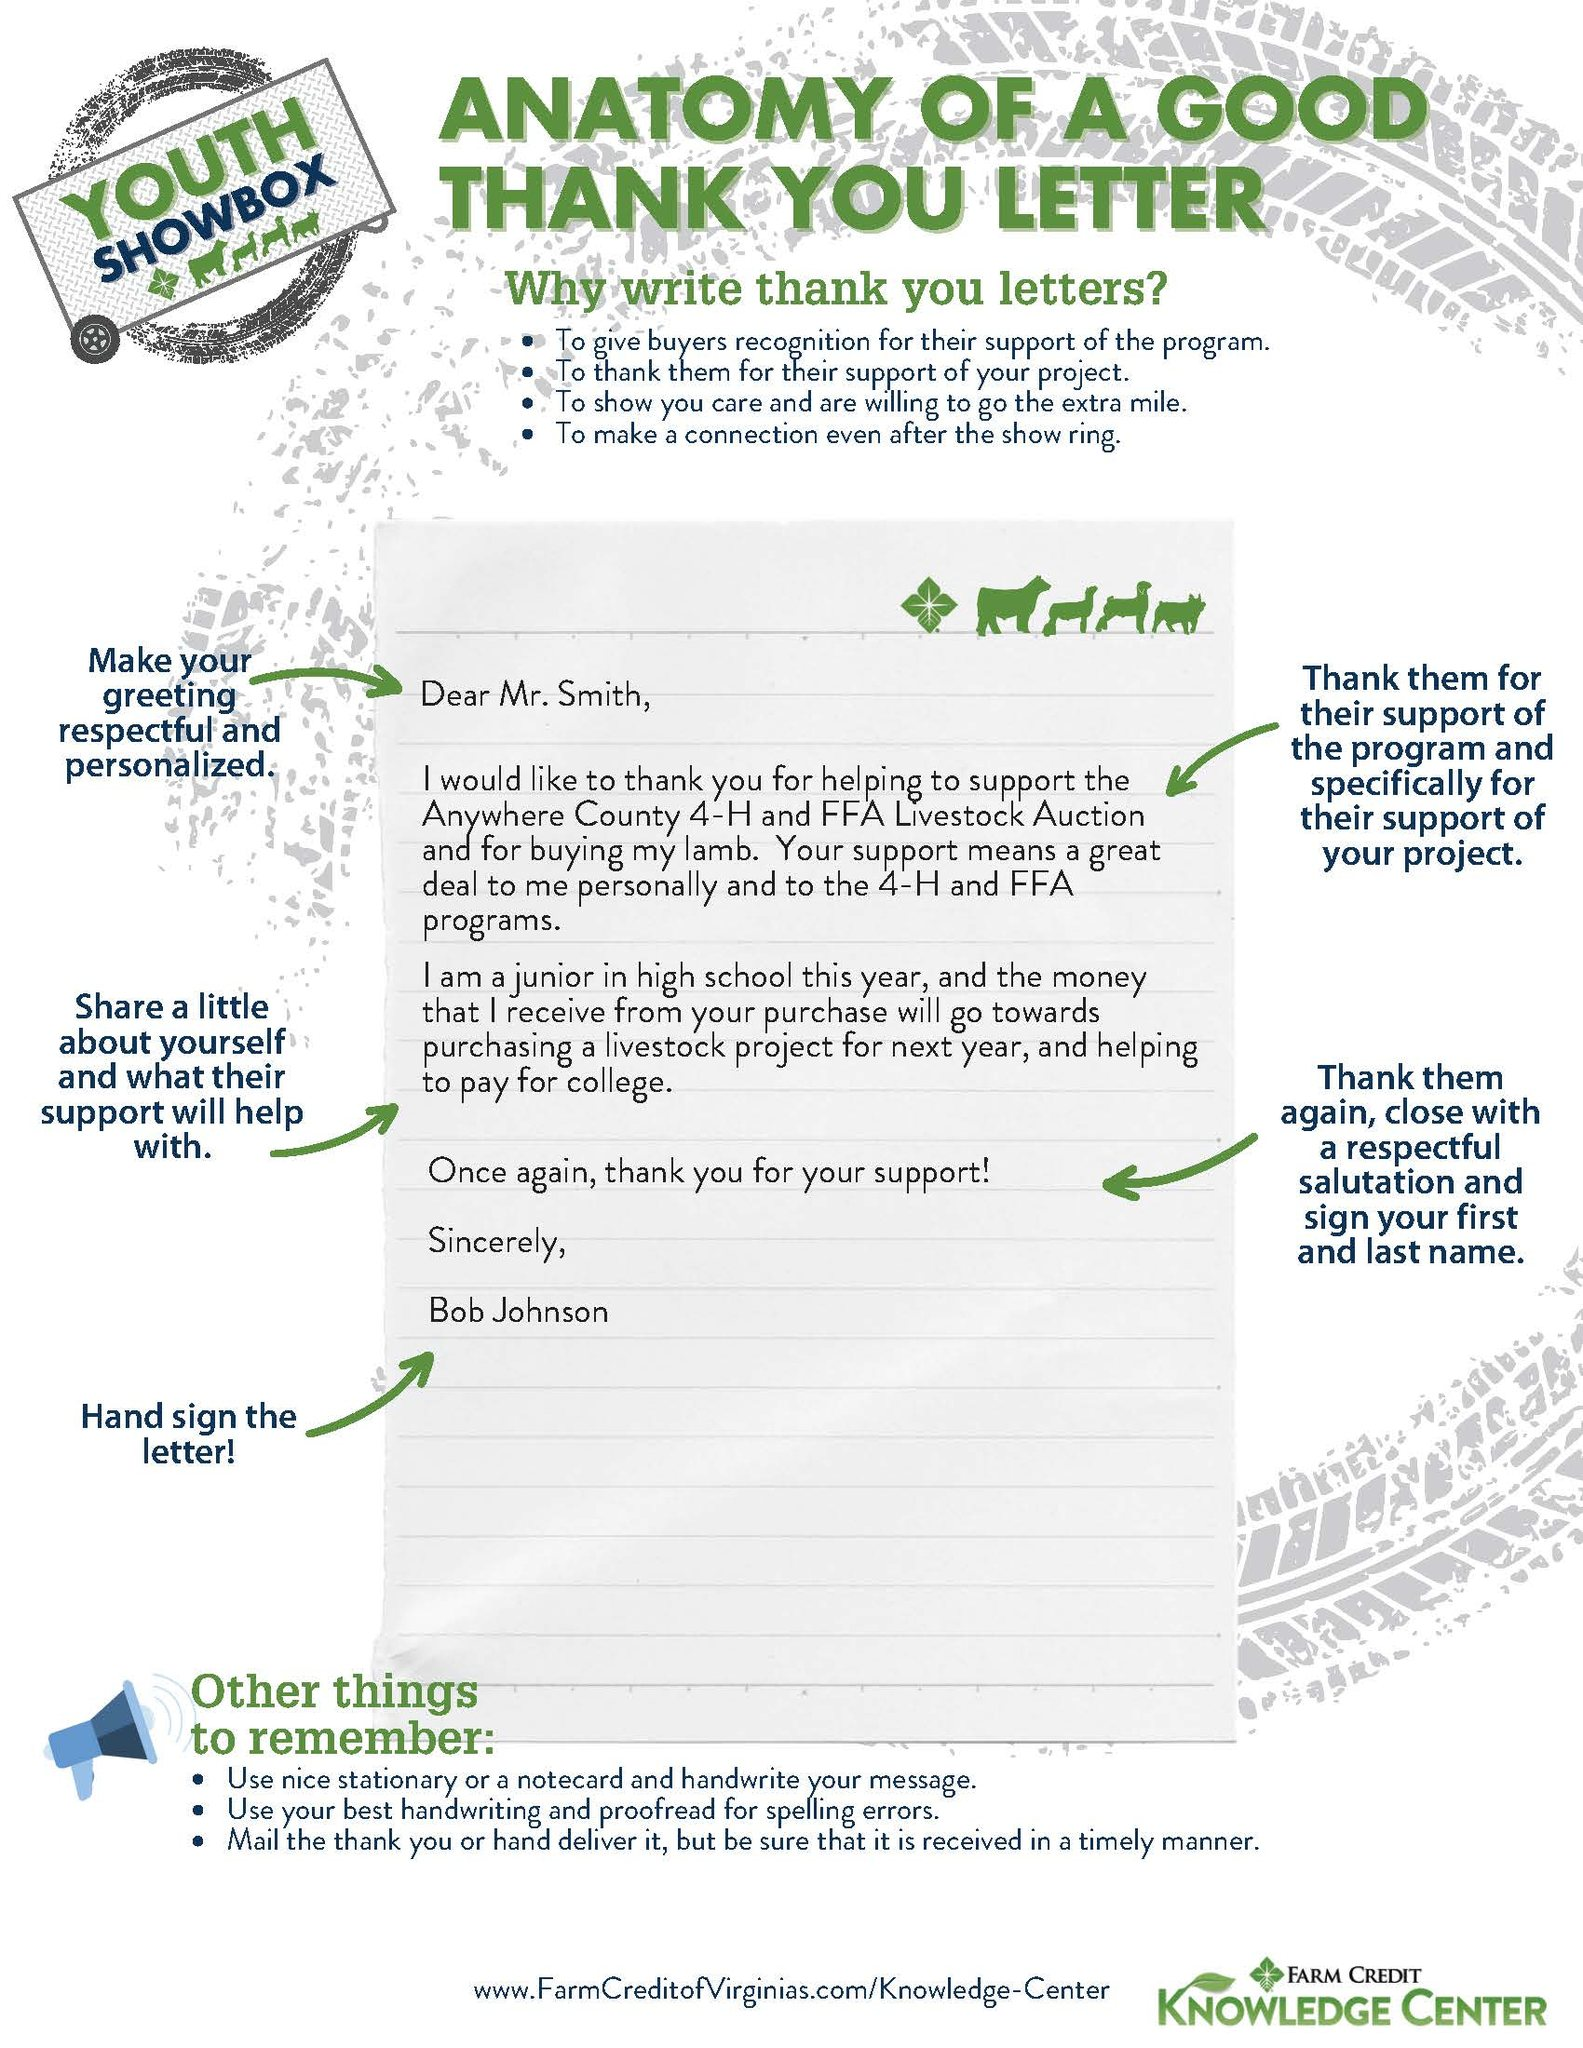 YOUTH
SHOWBOX
ANATOMY OF A GOOD
THANK YOU LETTER
Why write thank you letters?
• To give buyers recognition for their support of the program.
• To thank them for their support of your project.
• To show you care and are willing to go the extra mile.
• To make a connection even after the show ring.
Make your
greeting
respectful and
personalized.
Dear Mr. Smith,
Thank them for
their support of
the program and
specifically for
their support of
your project.
I would like to thank you for helping to support the
Anywhere County 4-H and FFA Livestock Auction
and for buying my lamb. Your support means a great
deal to me personally and to the 4-H and FFA
programs.
Share a little
about yourself
and what their
support will help
with.
I am a junior in high school this year, and the money
that I receive from your purchase will go towards
purchasing a livestock project for next year, and helping
to pay for college.
Thank them
again, close with
a respectful
salutation and
sign your first
and last name.
Once again, thank you for your support!
Sincerely,
Bob Johnson
Hand sign the
letter!
Other things
to remember:
• Use nice stationary or a notecard and handwrite your message.
• Use your best handwriting and proofread for spelling errors.
• Mail the thank you or hand deliver it, but be sure that it is received in a timely manner.
www.FarmCreditofVirginias.com/Knowledge-Center
FARM CREDIT
KNOWLEDGE CENTER